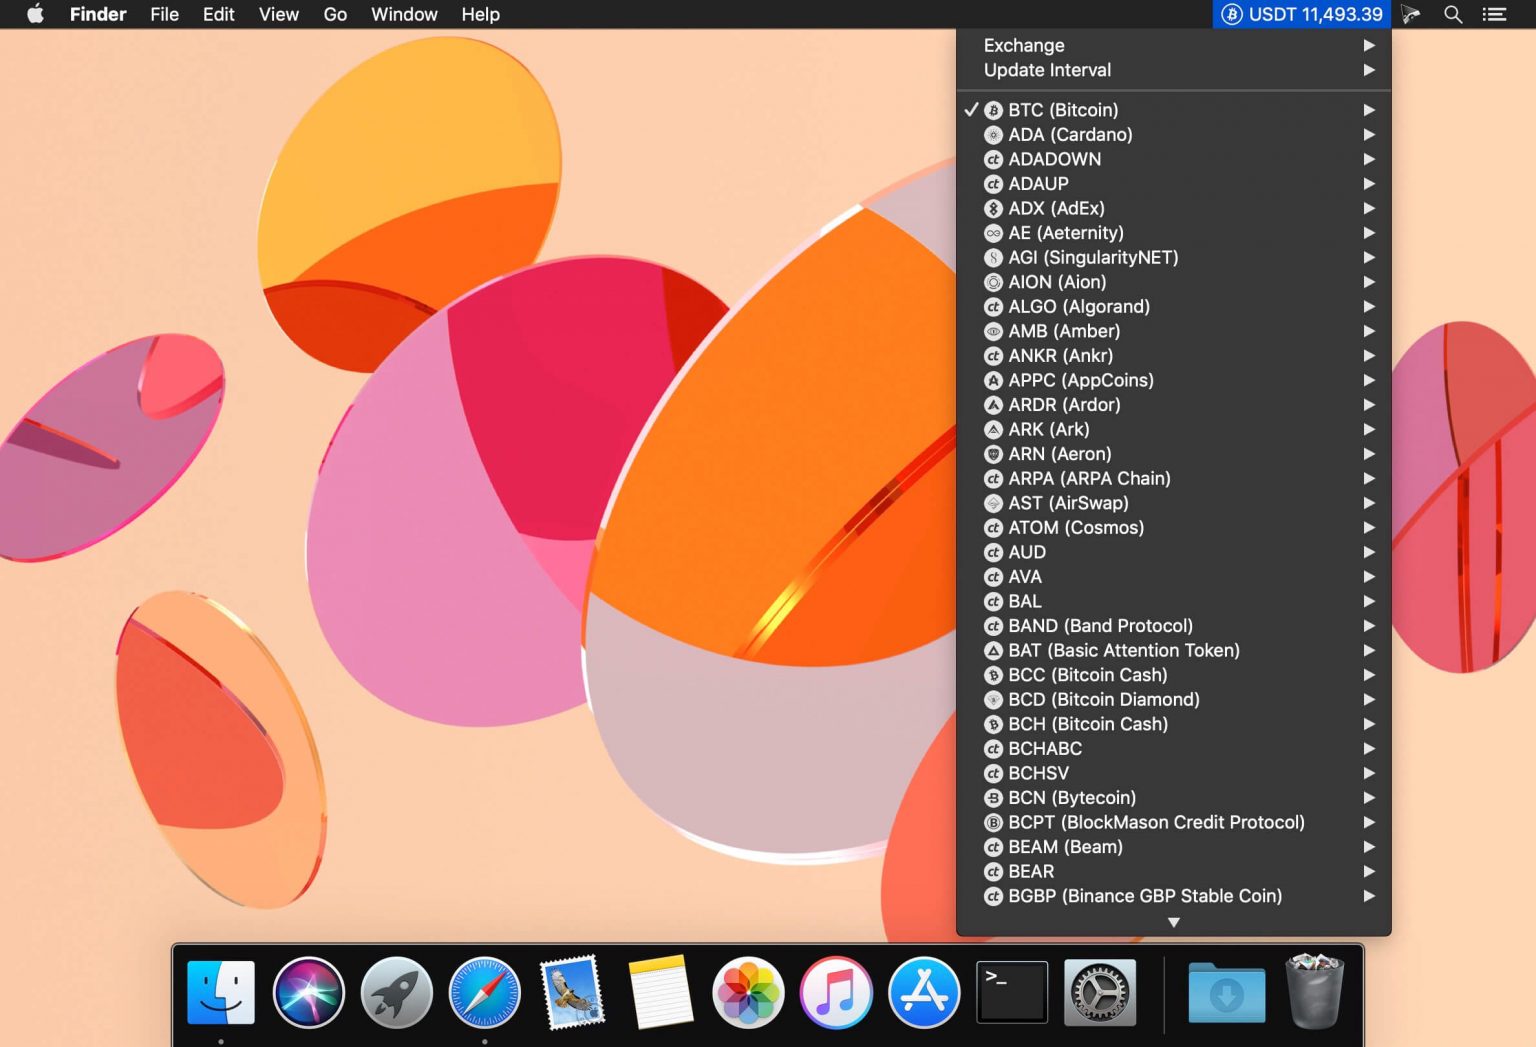 Finder File Edit View Go Window Help USDT 11,493.39
Exchange
Update Interval
BTC (Bitcoin)
ADA (Cardano)
ADADOWN
ADAUP
ADX (AdEx)
AE (Aeternity)
AGI (SingularityNET)
AION (Aion)
ALGO (Algorand)
AMB (Amber)
ANKR (Ankr)
APPC (AppCoins)
ARDR (Ardor)
ARK (Ark)
ARN (Aeron)
ARPA (ARPA Chain)
AST (AirSwap)
ATOM (Cosmos)
AUD
AVA
BAL
BAND (Band Protocol)
BAT (Basic Attention Token)
BCC (Bitcoin Cash)
BCD (Bitcoin Diamond)
BCH (Bitcoin Cash)
BCHABC
BCHSV
BCN (Bytecoin)
BCPT (BlockMason Credit Protocol)
BEAM (Beam)
BEAR
BGBP (Binance GBP Stable Coin)
>_